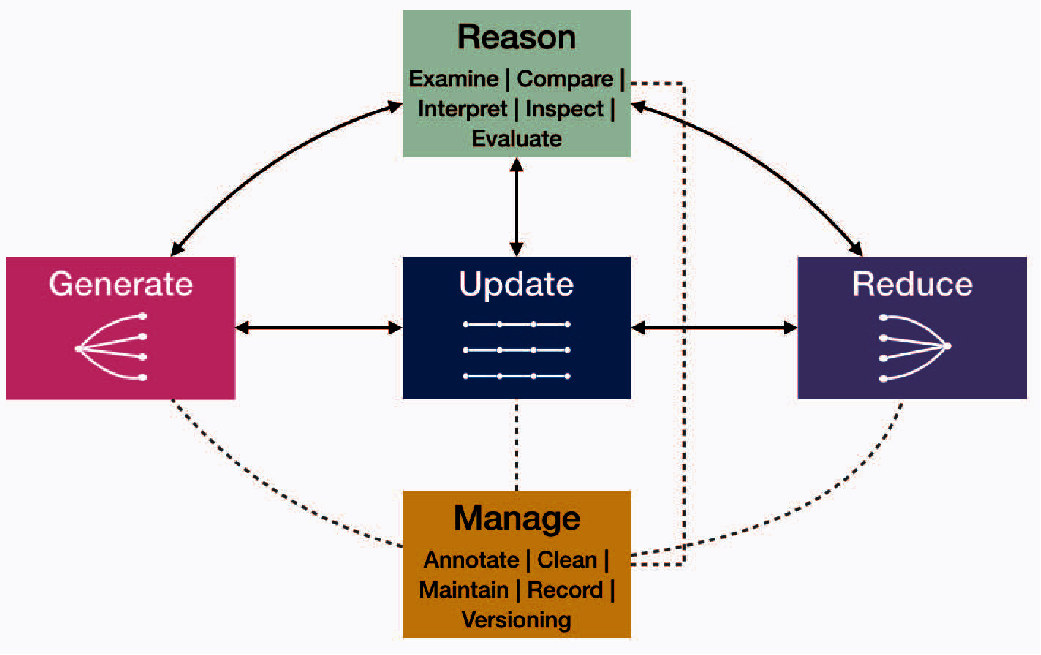 Reason
Examine | Compare |
Interpret | Inspect |
Evaluate
Generate
Update
Reduce
Manage
Annotate | Clean |
Maintain | Record |
Versioning